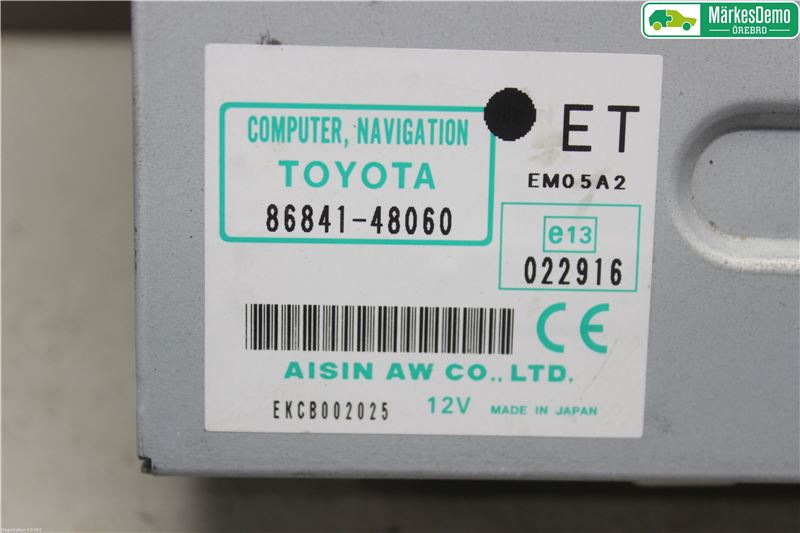 MärkesDemo
ÖREBRO
COMPUTER, NAVIGATION
TOYOTA
86841-48060
ET
EM05A2
e13
022916
CE
AISIN AW CO., LTD.
EKCB002025 12V MADE IN JAPAN